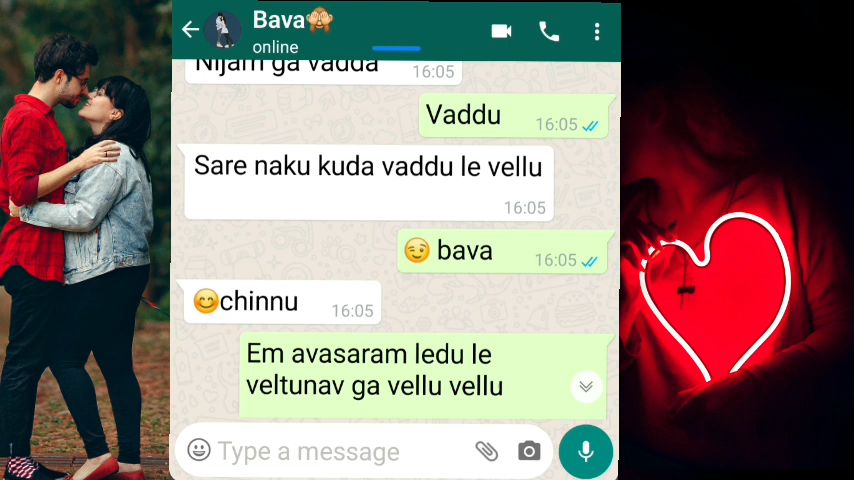 Bava🙈
online
Nijam ga vadda 16:05
Vaddu 16:05
Sare naku kuda vaddu le vellu
16:05
😉 bava 16:05
😊chinnu 16:05
Em avasaram ledu le
veltunav ga vellu vellu
Type a message